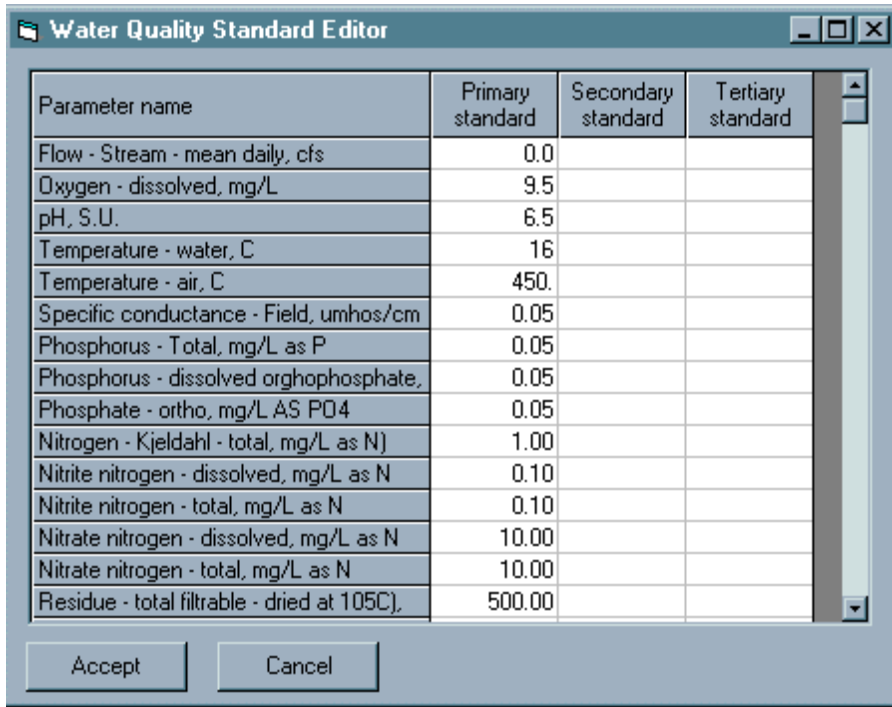 Water Quality Standard Editor
Parameter name Primary standard Secondary standard Tertiary standard
Flow - Stream - mean daily, cfs 0.0
Oxygen - dissolved, mg/L 9.5
pH, S.U. 6.5
Temperature - water, C 16
Temperature - air, C 450.
Specific conductance - Field, umhos/cm 0.05
Phosphorus - Total, mg/L as P 0.05
Phosphorus - dissolved orghophosphate, 0.05
Phosphate - ortho, mg/L AS PO4 0.05
Nitrogen - Kjeldahl - total, mg/L as N) 1.00
Nitrite nitrogen - dissolved, mg/L as N 0.10
Nitrite nitrogen - total, mg/L as N 0.10
Nitrate nitrogen - dissolved, mg/L as N 10.00
Nitrate nitrogen - total, mg/L as N 10.00
Residue - total filtrable - dried at 105C), 500.00
Accept Cancel